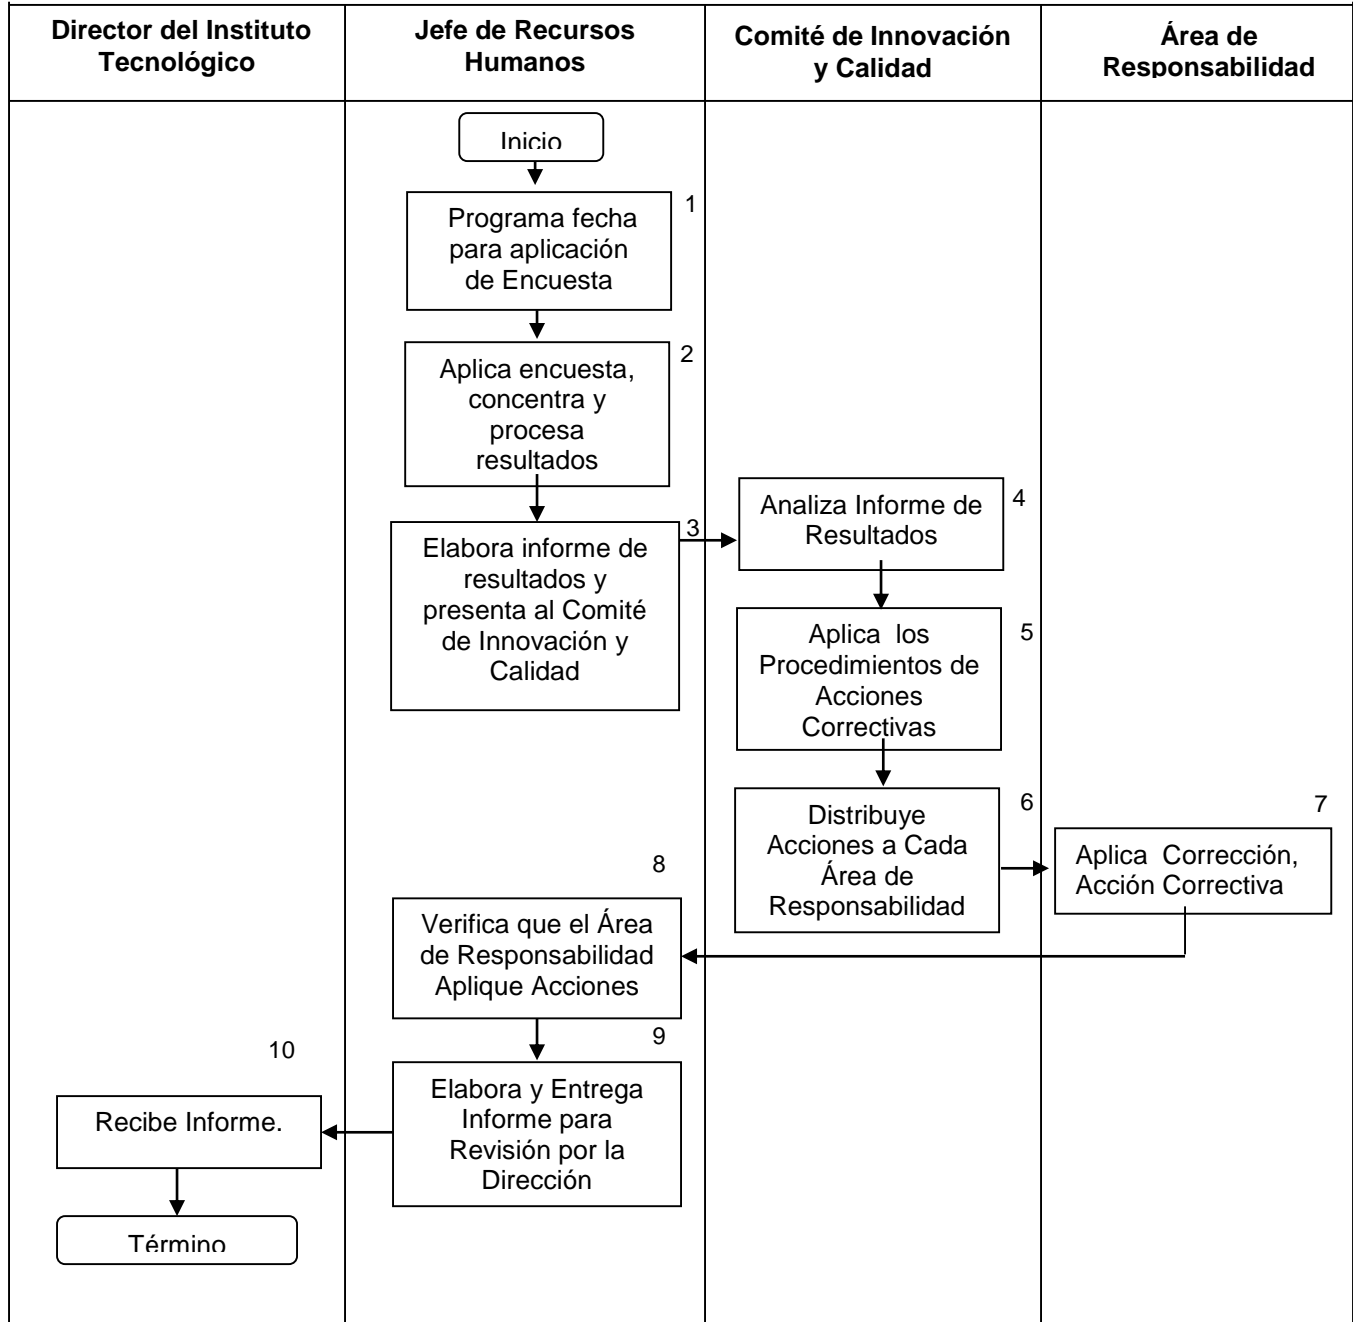 Director del Instituto
Tecnológico
Jefe de Recursos
Humanos
Comité de Innovación
y Calidad
Área de
Responsabilidad
Inicio
1
Programa fecha
para aplicación
de Encuesta
2
Aplica encuesta,
concentra y
procesa
resultados
3
Elabora informe de
resultados y
presenta al Comité
de Innovación y
Calidad
4
Analiza Informe de
Resultados
5
Aplica los
Procedimientos de
Acciones
Correctivas
6
Distribuye
Acciones a Cada
Área de
Responsabilidad
7
Aplica Corrección,
Acción Correctiva
8
Verifica que el Área
de Responsabilidad
Aplique Acciones
9
Elabora y Entrega
Informe para
Revisión por la
Dirección
10
Recibe Informe.
Término